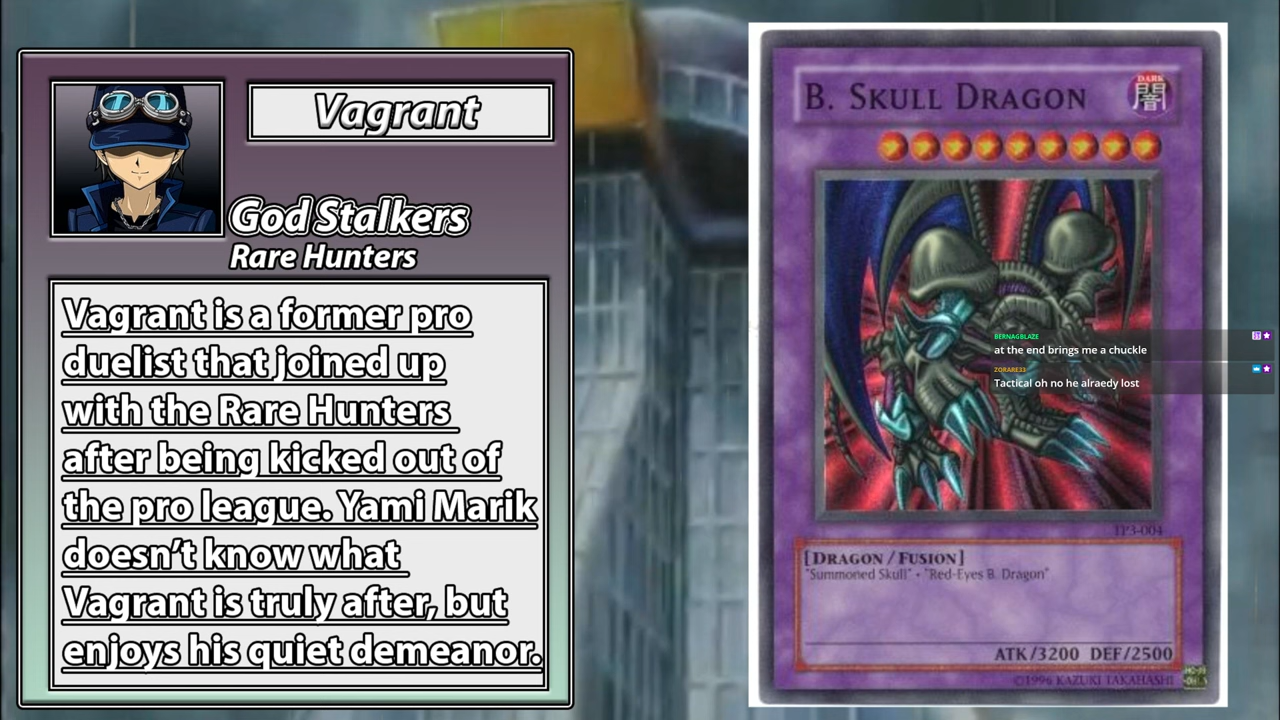 Vagrant
God Stalkers
Rare Hunters
Vagrant is a former pro
duelist that joined up
with the Rare Hunters
after being kicked out of
the pro league. Yami Marik
doesn't know what
Vagrant is truly after, but
enjoys his quiet demeanor.
B. SKULL DRAGON
DARK
闇
BERNAGBLAZE
at the end brings me a chuckle
ZORARE33
Tactical oh no he alraedy lost
TP3-004
[DRAGON / FUSION]
"Summoned Skull" • "Red-Eyes B. Dragon"
ATK/3200 DEF/2500
©1996 KAZUKI TAKAHASHI